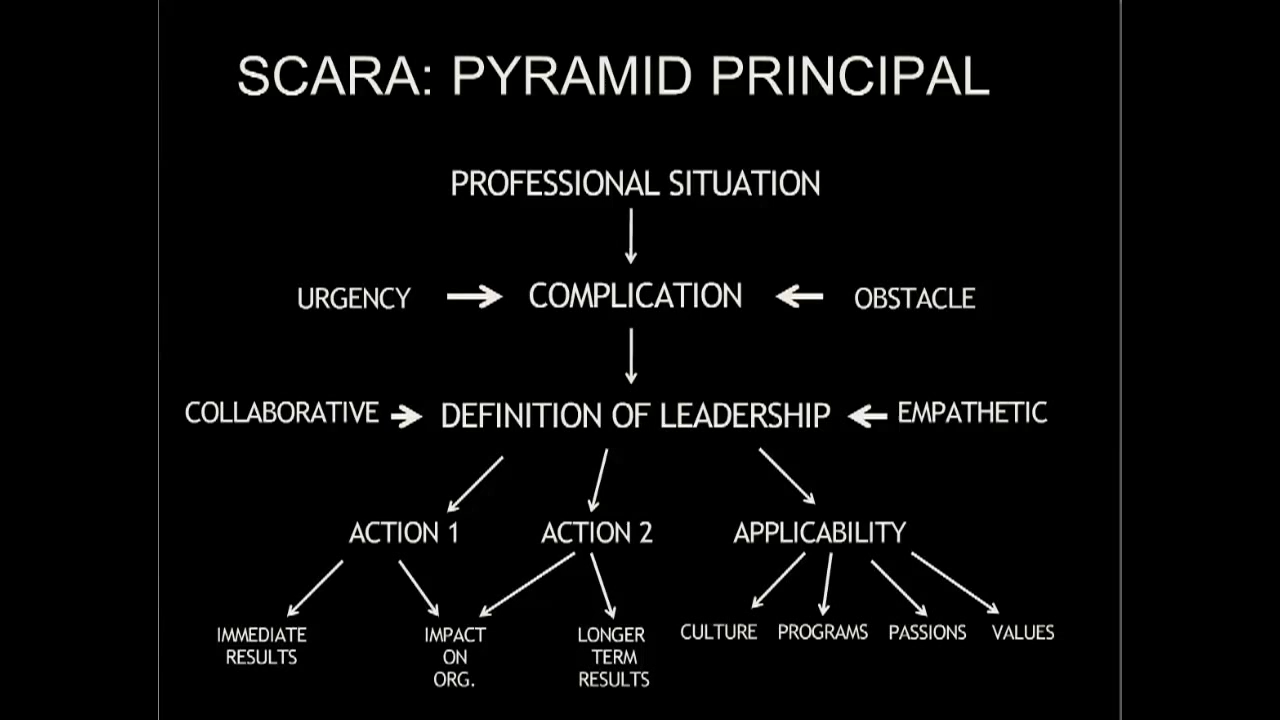 SCARA: PYRAMID PRINCIPAL
PROFESSIONAL SITUATION
URGENCY COMPLICATION OBSTACLE
COLLABORATIVE DEFINITION OF LEADERSHIP EMPATHETIC
ACTION 1 ACTION 2 APPLICABILITY
IMMEDIATE
RESULTS
IMPACT
ON
ORG.
LONGER
TERM
RESULTS
CULTURE PROGRAMS PASSIONS VALUES